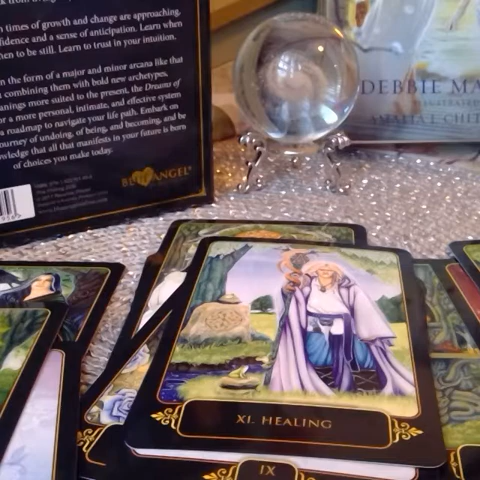 n times of growth and change are approaching,
fidence and a sense of anticipation. Learn when
en to be still. Learn to trust in your intuition.
n the form of a major and minor arcana like that
combining them with bold new archetypes,
anings more suited to the present, the Dreams of
or a more personal, intimate, and effective system
a roadmap to navigate your life path. Embark on
journey of undoing, of being, and becoming, and be
owledge that all that manifests in your future is born
of choices you make today.
BLUE ANGEL
DEBBIE MA
XI. HEALING
IX